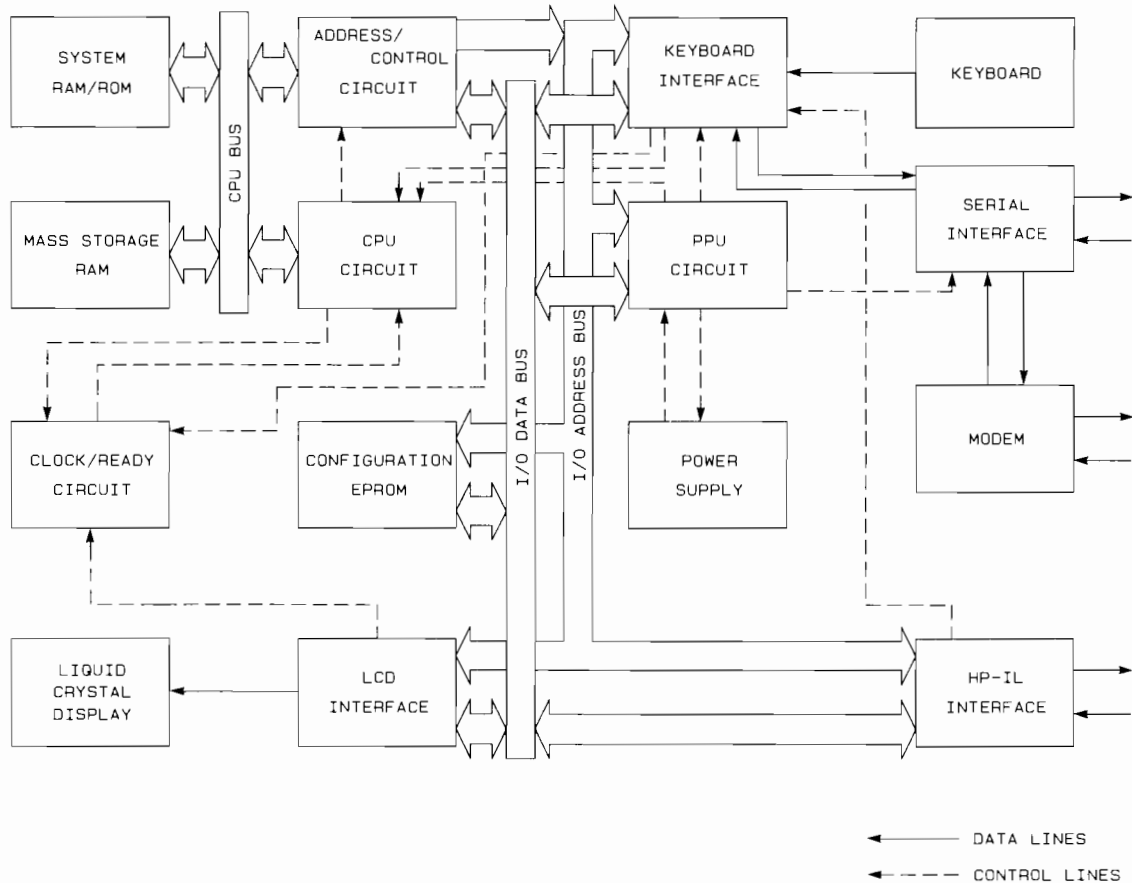 SYSTEM
RAM/ROM
CPU BUS
ADDRESS/
CONTROL
CIRCUIT
KEYBOARD
INTERFACE
KEYBOARD
MASS STORAGE
RAM
CPU
CIRCUIT
PPU
CIRCUIT
SERIAL
INTERFACE
I/O DATA BUS
I/O ADDRESS BUS
CLOCK/READY
CIRCUIT
CONFIGURATION
EPROM
POWER
SUPPLY
MODEM
LIQUID
CRYSTAL
DISPLAY
LCD
INTERFACE
HP-IL
INTERFACE
DATA LINES
CONTROL LINES